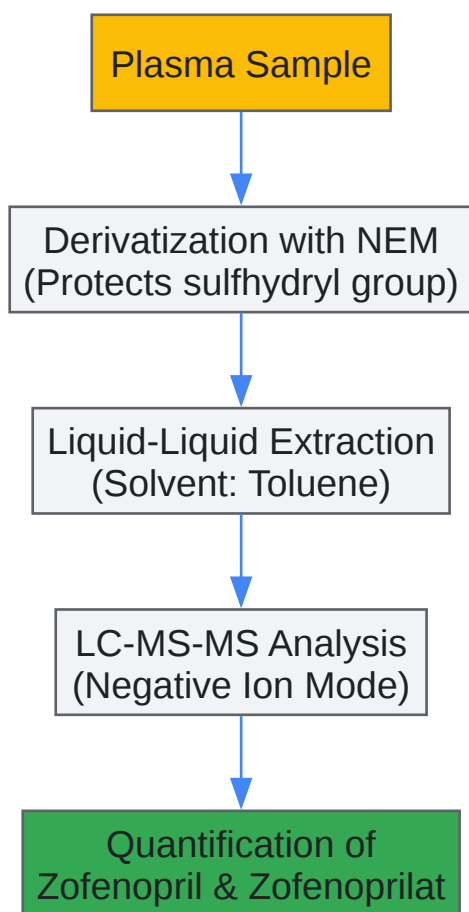 Plasma Sample
Derivatization with NEM
(Protects sulfhydryl group)
Liquid-Liquid Extraction
(Solvent: Toluene)
LC-MS-MS Analysis
(Negative Ion Mode)
Quantification of
Zofenopril & Zofenoprilat